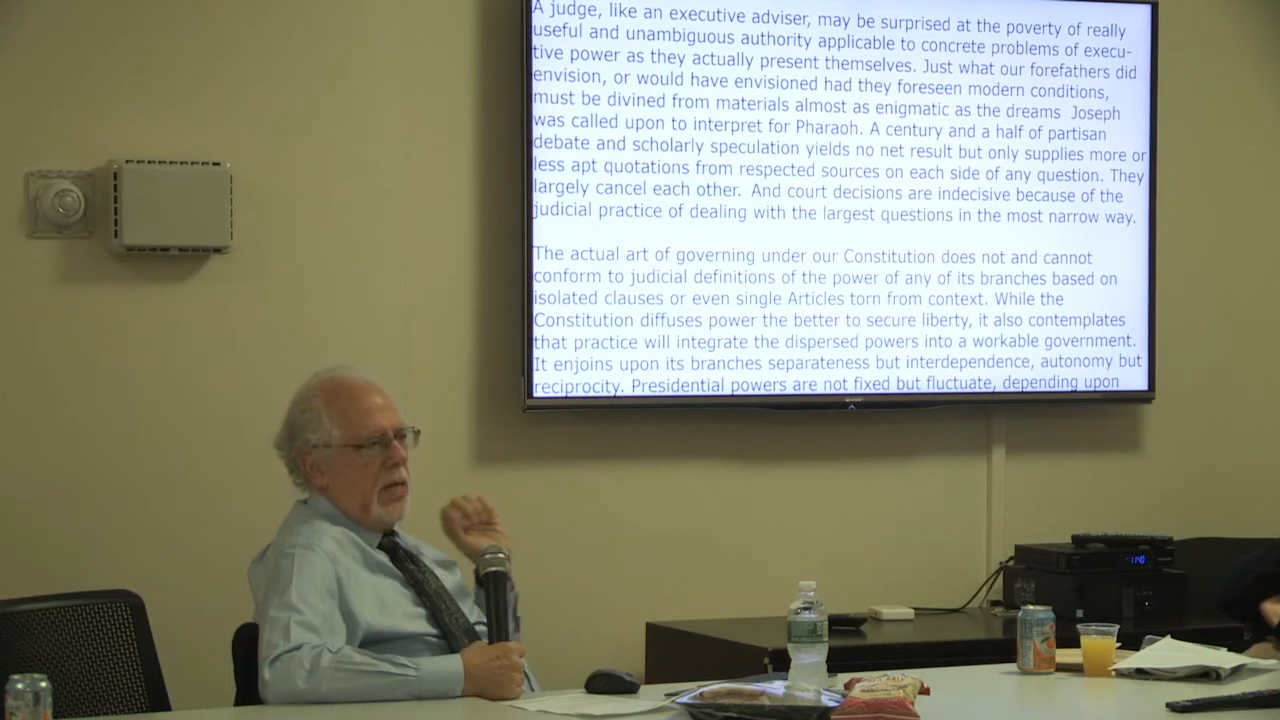 A judge, like an executive adviser, may be surprised at the poverty of really
useful and unambiguous authority applicable to concrete problems of execu-
tive power as they actually present themselves. Just what our forefathers did
envision, or would have envisioned had they foreseen modern conditions,
must be divined from materials almost as enigmatic as the dreams Joseph
was called upon to interpret for Pharaoh. A century and a half of partisan
debate and scholarly speculation yields no net result but only supplies more or
less apt quotations from respected sources on each side of any question. They
largely cancel each other. And court decisions are indecisive because of the
judicial practice of dealing with the largest questions in the most narrow way.
The actual art of governing under our Constitution does not and cannot
conform to judicial definitions of the power of any of its branches based on
isolated clauses or even single Articles torn from context. While the
Constitution diffuses power the better to secure liberty, it also contemplates
that practice will integrate the dispersed powers into a workable government.
It enjoins upon its branches separateness but interdependence, autonomy but
reciprocity. Presidential powers are not fixed but fluctuate, depending upon